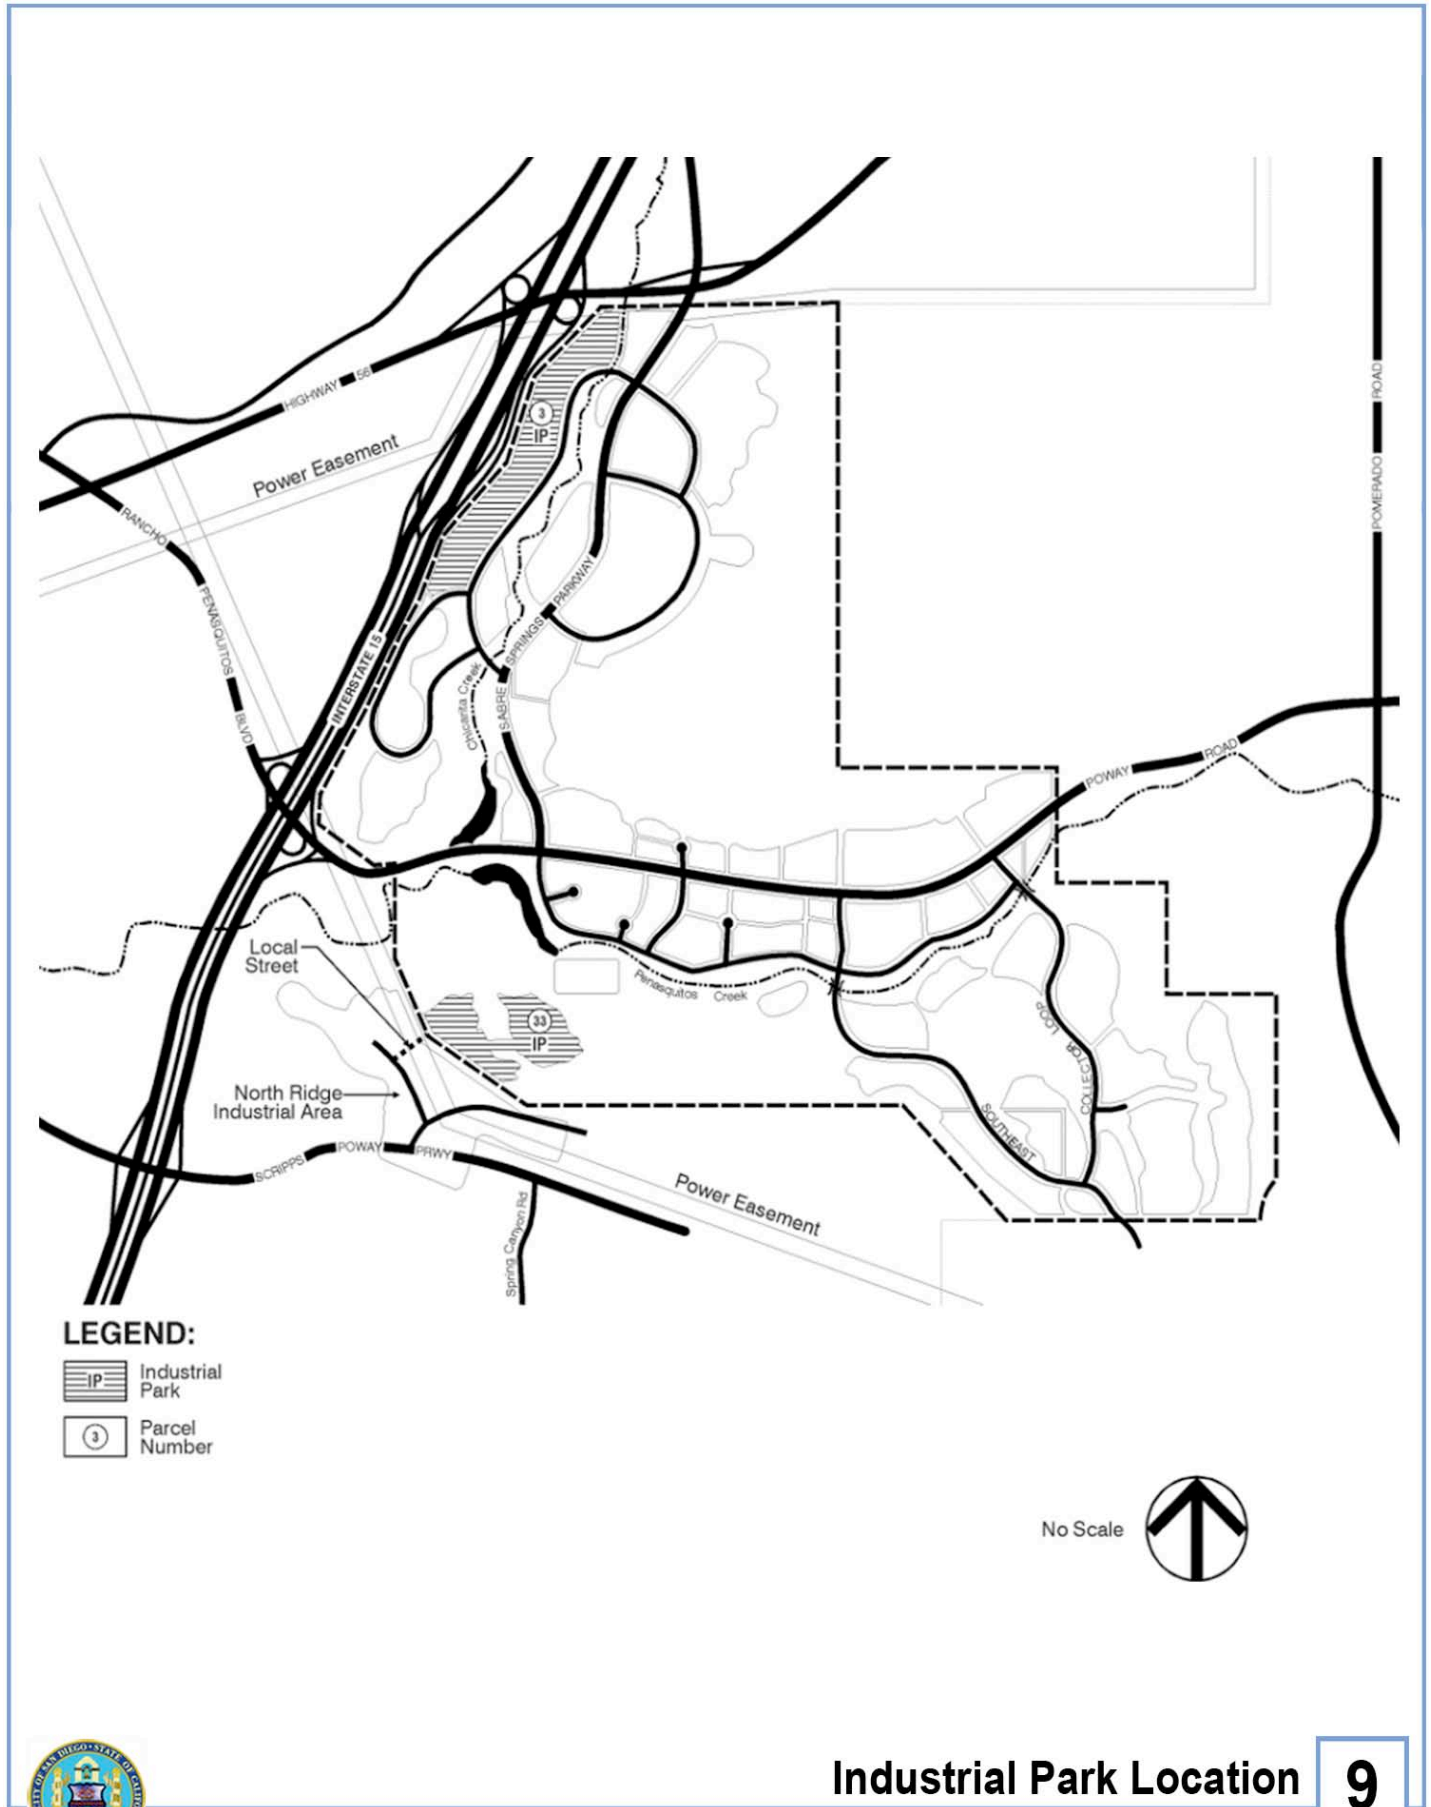 HIGHWAY 56
3
IP
Power Easement
RANCHO
PENASQUITOS
BLVD
POMERADO ROAD
INTERSTATE 15
SABRE SPRINGS PARKWAY
Chicarita Creek
POWAY ROAD
Local
Street
Penasquitos Creek
33
IP
LOOP
COLLECTOR
SOUTHEAST
North Ridge
Industrial Area
SCRIPPS POWAY PRWY
Power Easement
Spring Canyon Rd
LEGEND:
IP
Industrial
Park
3
Parcel
Number
No Scale
Industrial Park Location
9